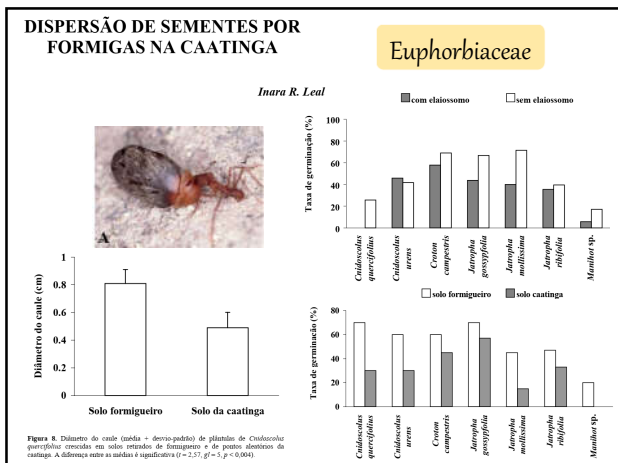 DISPERSÃO DE SEMENTES POR
FORMIGAS NA CAATINGA
Euphorbiaceae
Inara R. Leal
com elaiossomo
sem elaiossomo
A
Taxa de germinação (%)
100
80
60
40
20
0
Cnidoscolus
quercifolius
Cnidoscolus
urens
Croton
campestris
Jatropha
gossypfolia
Jatropha
mollissima
Jatropha
ribifolia
Manihot sp.
Diâmetro do caule (cm)
1
0.8
0.6
0.4
0.2
0
Solo formigueiro
Solo da caatinga
solo formigueiro
solo caatinga
Taxa de germinacão (%)
80
60
40
20
0
Cnidoscolus
quercifolius
Cnidoscolus
urens
Croton
campestris
Jatropha
gossypfolia
Jatropha
mollissima
Jatropha
ribifolia
Manihot sp.
Figura 8. Diâmetro do caule (média + desvio-padrão) de plântulas de Cnidoscolus
quercifolius crescidas em solos retirados de formigueiro e de pontos aleatórios da
caatinga. A diferença entre as médias é significativa (t = 2,57, gl = 5, p < 0,004).